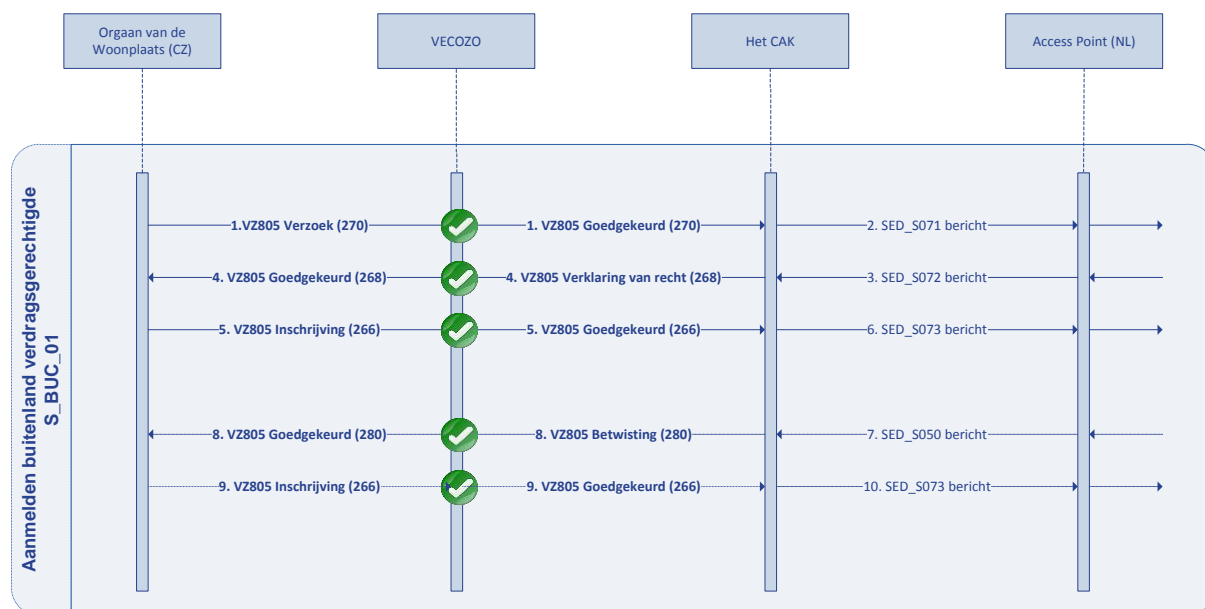 Orgaan van de
Woonplaats (CZ)
VECOZO
Het CAK
Access Point (NL)
Aanmelden buitenland verdragsgerechtigde
S_BUC_01
1.VZ805 Verzoek (270)
1. VZ805 Goedgekeurd (270)
2. SED_S071 bericht
4. VZ805 Goedgekeurd (268)
4. VZ805 Verklaring van recht (268)
3. SED_S072 bericht
5. VZ805 Inschrijving (266)
5. VZ805 Goedgekeurd (266)
6. SED_S073 bericht
8. VZ805 Goedgekeurd (280)
8. VZ805 Betwisting (280)
7. SED_S050 bericht
9. VZ805 Inschrijving (266)
9. VZ805 Goedgekeurd (266)
10. SED_S073 bericht